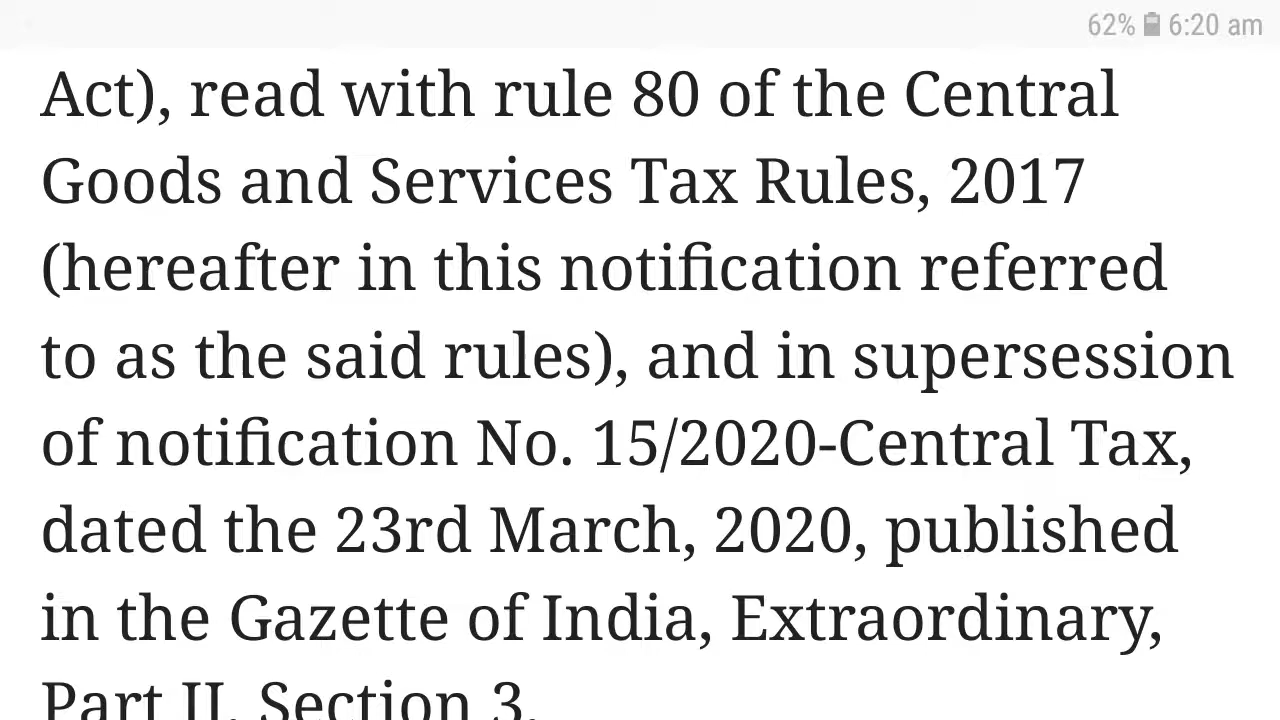 62% 6:20 am
Act), read with rule 80 of the Central
Goods and Services Tax Rules, 2017
(hereafter in this notification referred
to as the said rules), and in supersession
of notification No. 15/2020-Central Tax,
dated the 23rd March, 2020, published
in the Gazette of India, Extraordinary,
Part II, Section 3,